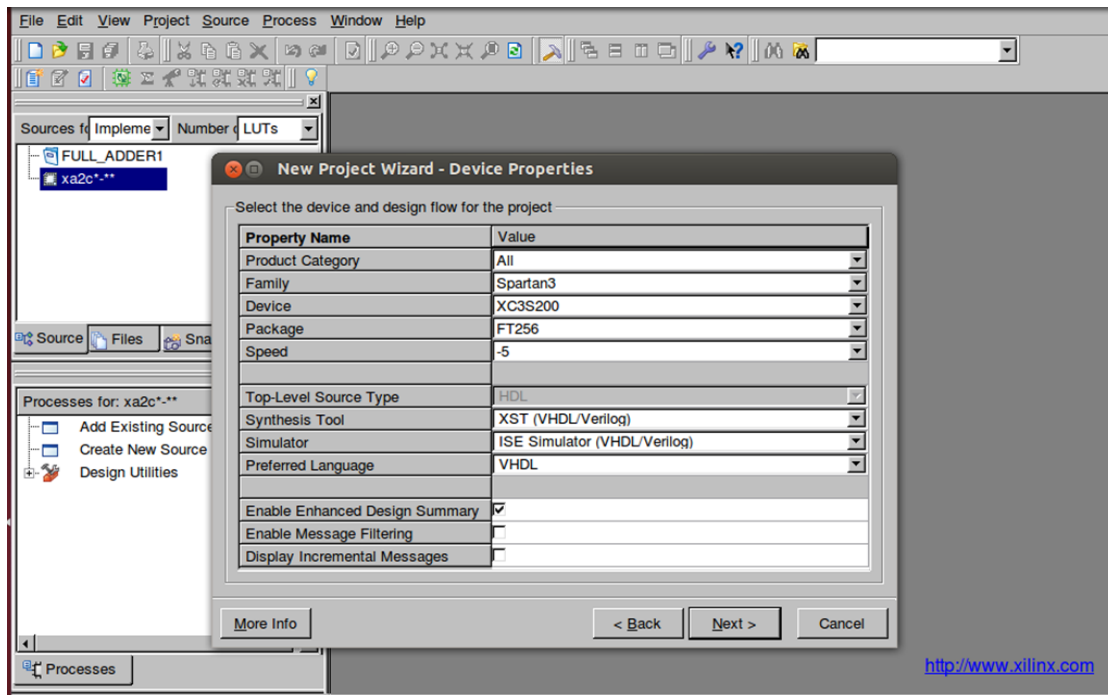 File Edit View Project Source Process Window Help
Sources fo Impleme Number o LUTs
FULL_ADDER1
xa2c*-**
Source Files Sna
Processes for: xa2c*-**
Add Existing Source
Create New Source
Design Utilities
Processes
New Project Wizard - Device Properties
Select the device and design flow for the project
Property Name Value
Product Category All
Family Spartan3
Device XC3S200
Package FT256
Speed -5
Top-Level Source Type HDL
Synthesis Tool XST (VHDL/Verilog)
Simulator ISE Simulator (VHDL/Verilog)
Preferred Language VHDL
Enable Enhanced Design Summary
Enable Message Filtering
Display Incremental Messages
More Info < Back Next > Cancel
http://www.xilinx.com